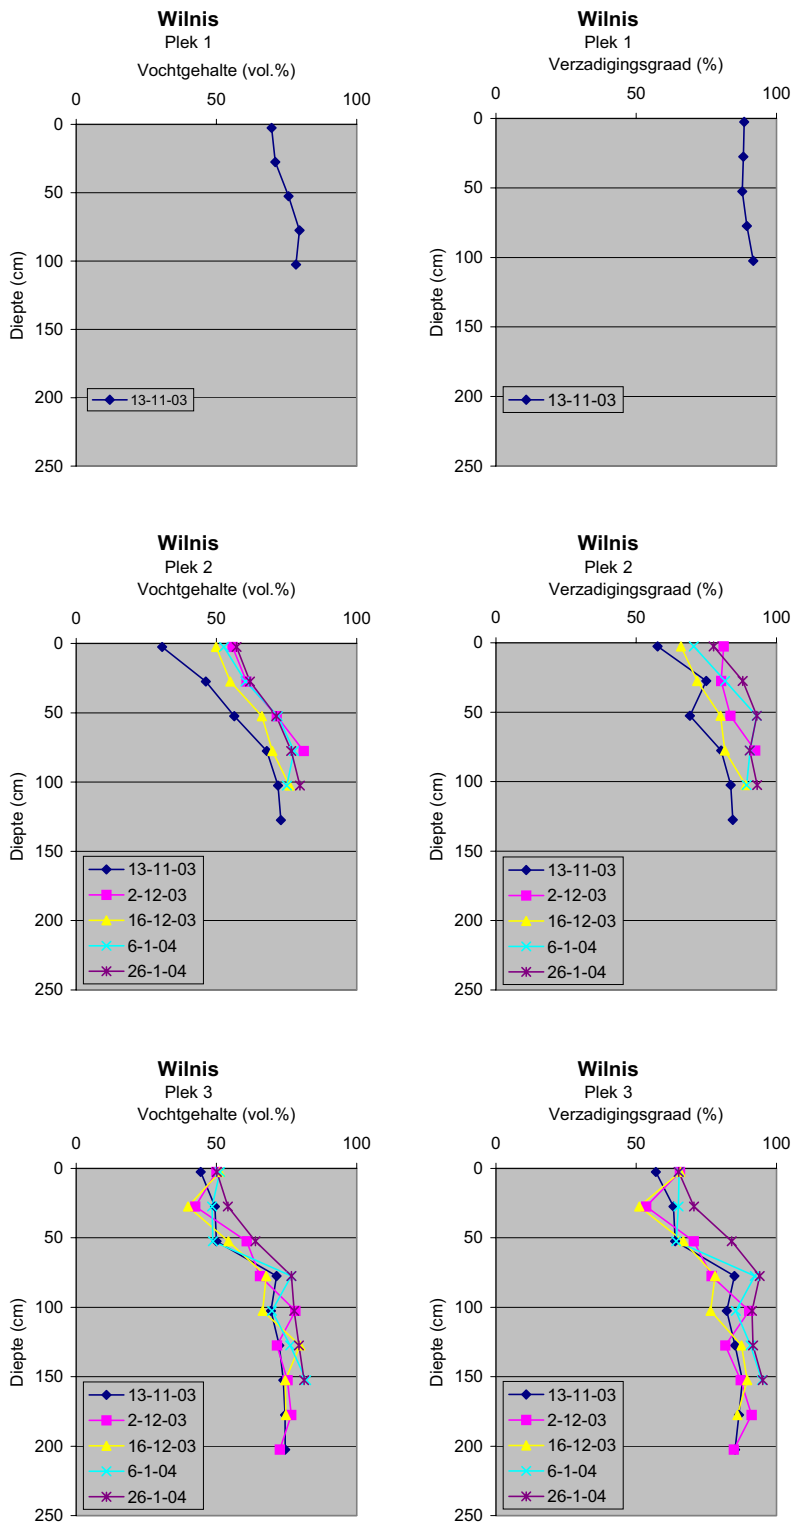 Wilnis
Plek 1
Vochtgehalte (vol.%)
0 50 100
0
50
100
150
200
250
Diepte (cm)
13-11-03
Wilnis
Plek 1
Verzadigingsgraad (%)
0 50 100
0
50
100
150
200
250
Diepte (cm)
13-11-03
Wilnis
Plek 2
Vochtgehalte (vol.%)
0 50 100
0
50
100
150
200
250
Diepte (cm)
13-11-03
2-12-03
16-12-03
6-1-04
26-1-04
Wilnis
Plek 2
Verzadigingsgraad (%)
0 50 100
0
50
100
150
200
250
Diepte (cm)
13-11-03
2-12-03
16-12-03
6-1-04
26-1-04
Wilnis
Plek 3
Vochtgehalte (vol.%)
0 50 100
0
50
100
150
200
250
Diepte (cm)
13-11-03
2-12-03
16-12-03
6-1-04
26-1-04
Wilnis
Plek 3
Verzadigingsgraad (%)
0 50 100
0
50
100
150
200
250
Diepte (cm)
13-11-03
2-12-03
16-12-03
6-1-04
26-1-04